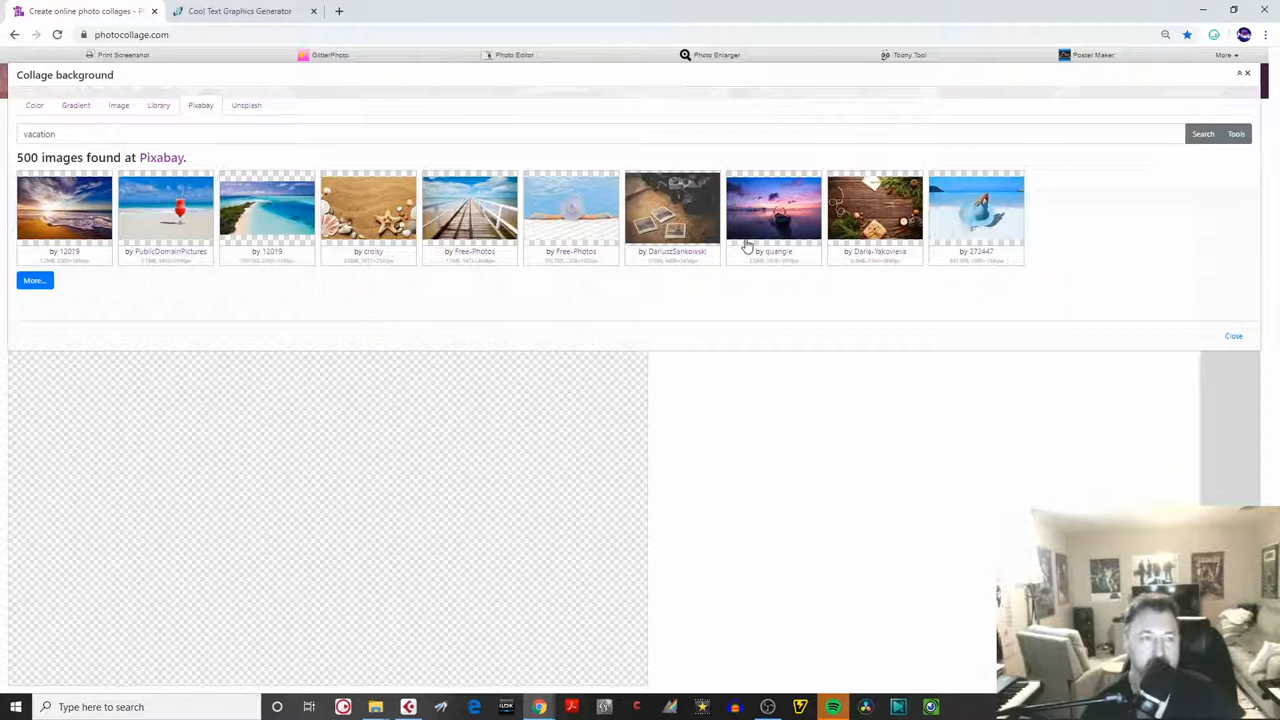 Create online photo collages - P
Cool Text Graphics Generator
photocollage.com
Print Screenshot
GlitterPhoto
Photo Editor
Photo Enlarger
Toony Tool
Poster Maker
More
Collage background
Color
Gradient
Image
Library
Pixabay
Unsplash
vacation
Search
Tools
500 images found at Pixabay.
by 12019
by PublicDomainPictures
by 12019
by croisy
by Free-Photos
by Free-Photos
by DariuszSankowski
by quangle
by Daria-Yakovleva
by 272447
More...
Close
Type here to search